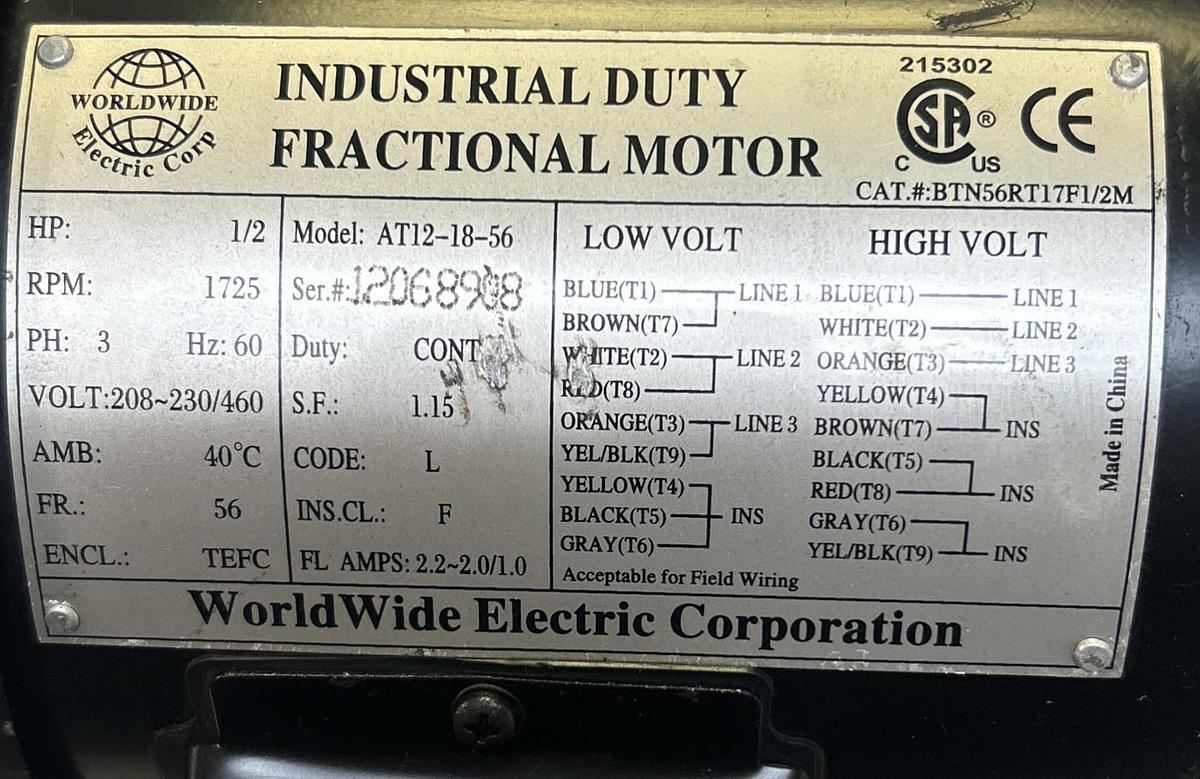 WORLDWIDE
Electric Corp
INDUSTRIAL DUTY
FRACTIONAL MOTOR
215302
CSA®
C US
CE
CAT.#:BTN56RT17F1/2M
HP: 1/2
RPM: 1725
PH: 3 Hz: 60
VOLT:208~230/460
AMB: 40°C
FR.: 56
ENCL.: TEFC
Model: AT12-18-56
Ser.#:
Duty: CONT
S.F.: 1.15
CODE: L
INS.CL.: F
FL AMPS: 2.2~2.0/1.0
LOW VOLT
BLUE(T1) LINE 1
BROWN(T7)
WHITE(T2) LINE 2
RED(T8)
ORANGE(T3) LINE 3
YEL/BLK(T9)
YELLOW(T4)
BLACK(T5) INS
GRAY(T6)
Acceptable for Field Wiring
HIGH VOLT
BLUE(T1) LINE 1
WHITE(T2) LINE 2
ORANGE(T3) LINE 3
YELLOW(T4)
BROWN(T7) INS
BLACK(T5)
RED(T8) INS
GRAY(T6)
YEL/BLK(T9) INS
Made in China
WorldWide Electric Corporation